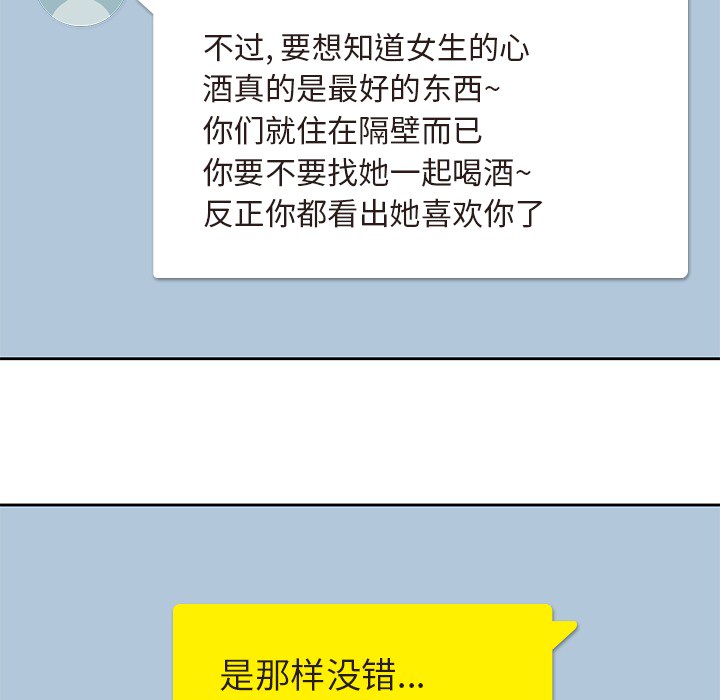 不过, 要想知道女生的心
酒真的是最好的东西~
你们就住在隔壁而已
你要不要找她一起喝酒~
反正你都看出她喜欢你了
是那样没错...